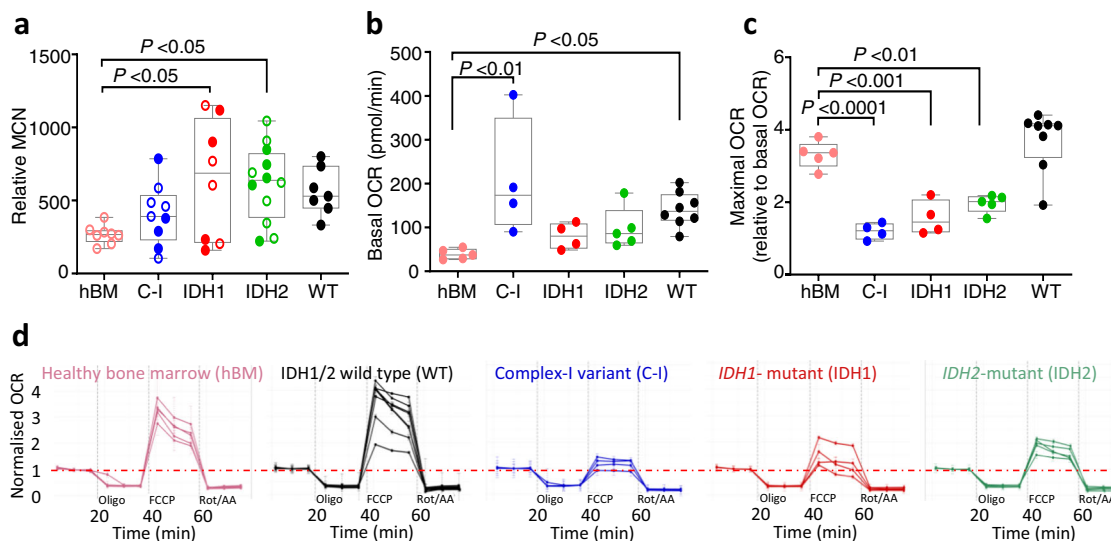 a
Relative MCN
1500
1000
500
0
P <0.05
P <0.05
hBM C-I IDH1 IDH2 WT
b
Basal OCR (pmol/min)
500
400
300
200
100
0
P <0.05
P <0.01
hBM C-I IDH1 IDH2 WT
c
Maximal OCR
(relative to basal OCR)
6
4
2
0
P <0.01
P <0.001
P <0.0001
hBM C-I IDH1 IDH2 WT
d
Normalised OCR
4
3
2
1
0
Healthy bone marrow (hBM)
Oligo FCCP Rot/AA
20 40 60
Time (min)
IDH1/2 wild type (WT)
Oligo FCCP Rot/AA
20 40 60
Time (min)
Complex-I variant (C-I)
Oligo FCCP Rot/AA
20 40 60
Time (min)
IDH1- mutant (IDH1)
Oligo FCCP Rot/AA
20 40 60
Time (min)
IDH2-mutant (IDH2)
Oligo FCCP Rot/AA
20 40 60
Time (min)